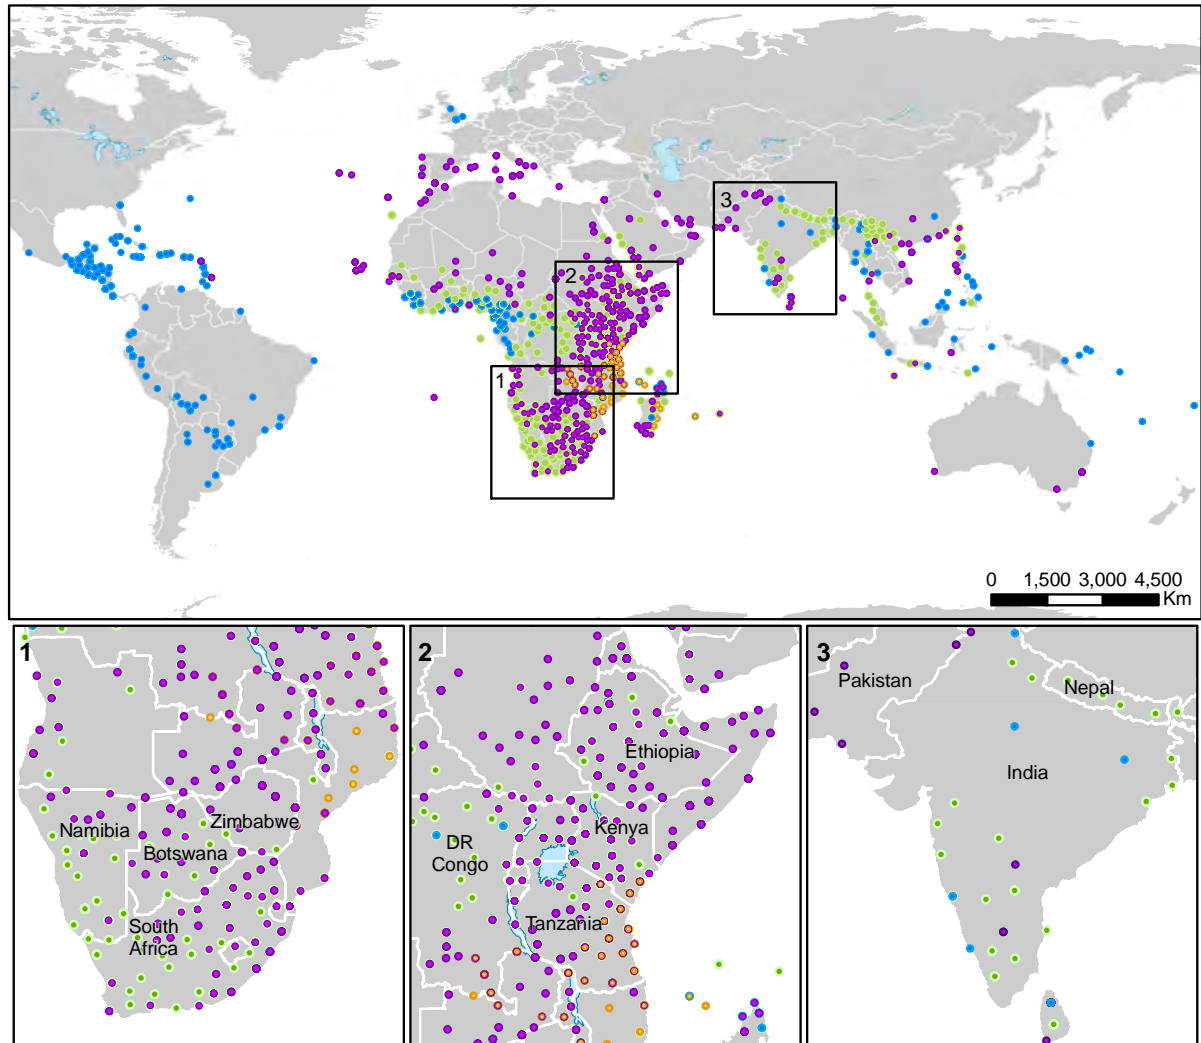 3
2
1
0 1,500 3,000 4,500
Km
1
Namibia
Zimbabwe
Botswana
South
Africa
2
Ethiopia
Kenya
DR
Congo
Tanzania
3
Pakistan
Nepal
India